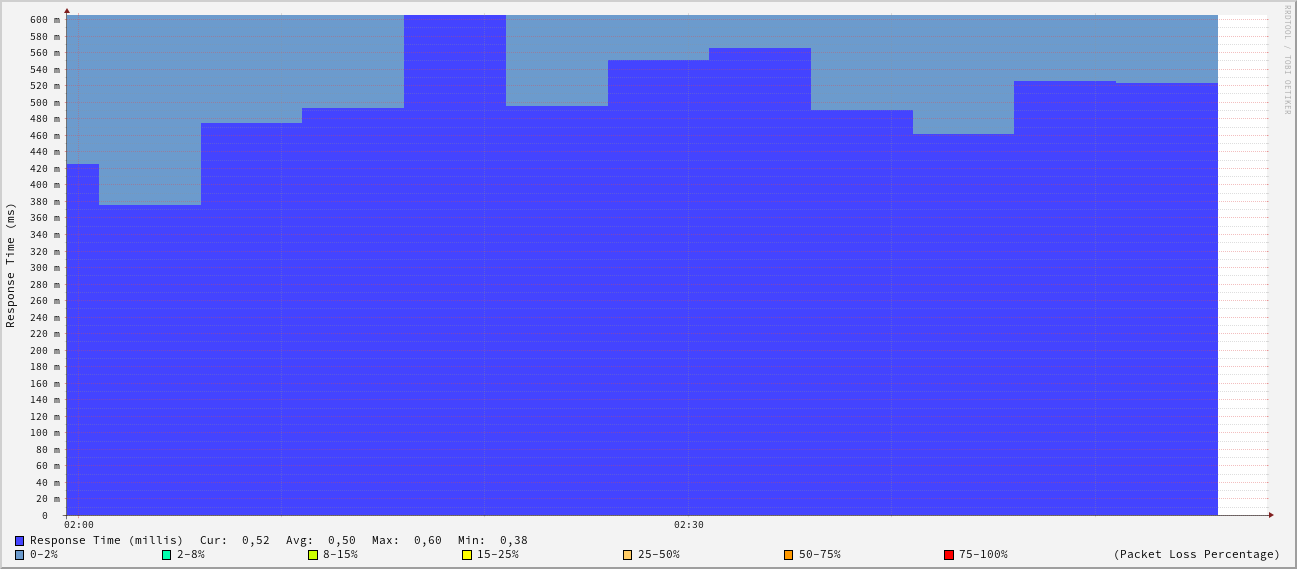 RRDTOOL / TOBI OETIKER
Response Time (ms)
600 m
580 m
560 m
540 m
520 m
500 m
480 m
460 m
440 m
420 m
400 m
380 m
360 m
340 m
320 m
300 m
280 m
260 m
240 m
220 m
200 m
180 m
160 m
140 m
120 m
100 m
80 m
60 m
40 m
20 m
0
02:00 02:30
Response Time (millis) Cur: 0,52 Avg: 0,50 Max: 0,60 Min: 0,38
0-2% 2-8% 8-15% 15-25% 25-50% 50-75% 75-100% (Packet Loss Percentage)